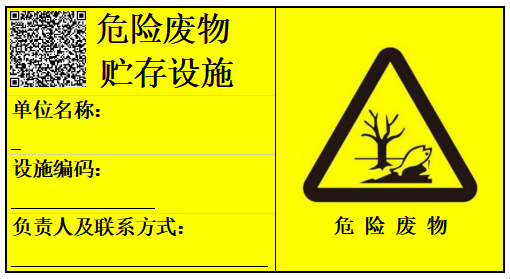 危险废物
贮存设施
单位名称：
设施编码：
负责人及联系方式：
危险废物